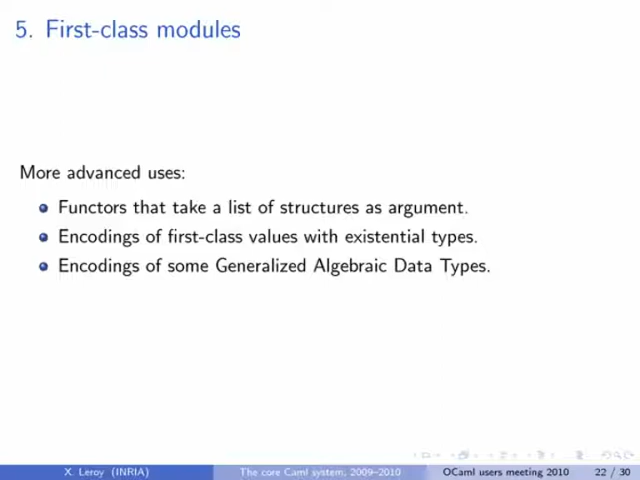 5. First-class modules
More advanced uses:
Functors that take a list of structures as argument.
Encodings of first-class values with existential types.
Encodings of some Generalized Algebraic Data Types.
X. Leroy (INRIA) The core Caml system, 2009–2010 OCaml users meeting 2010 22 / 30